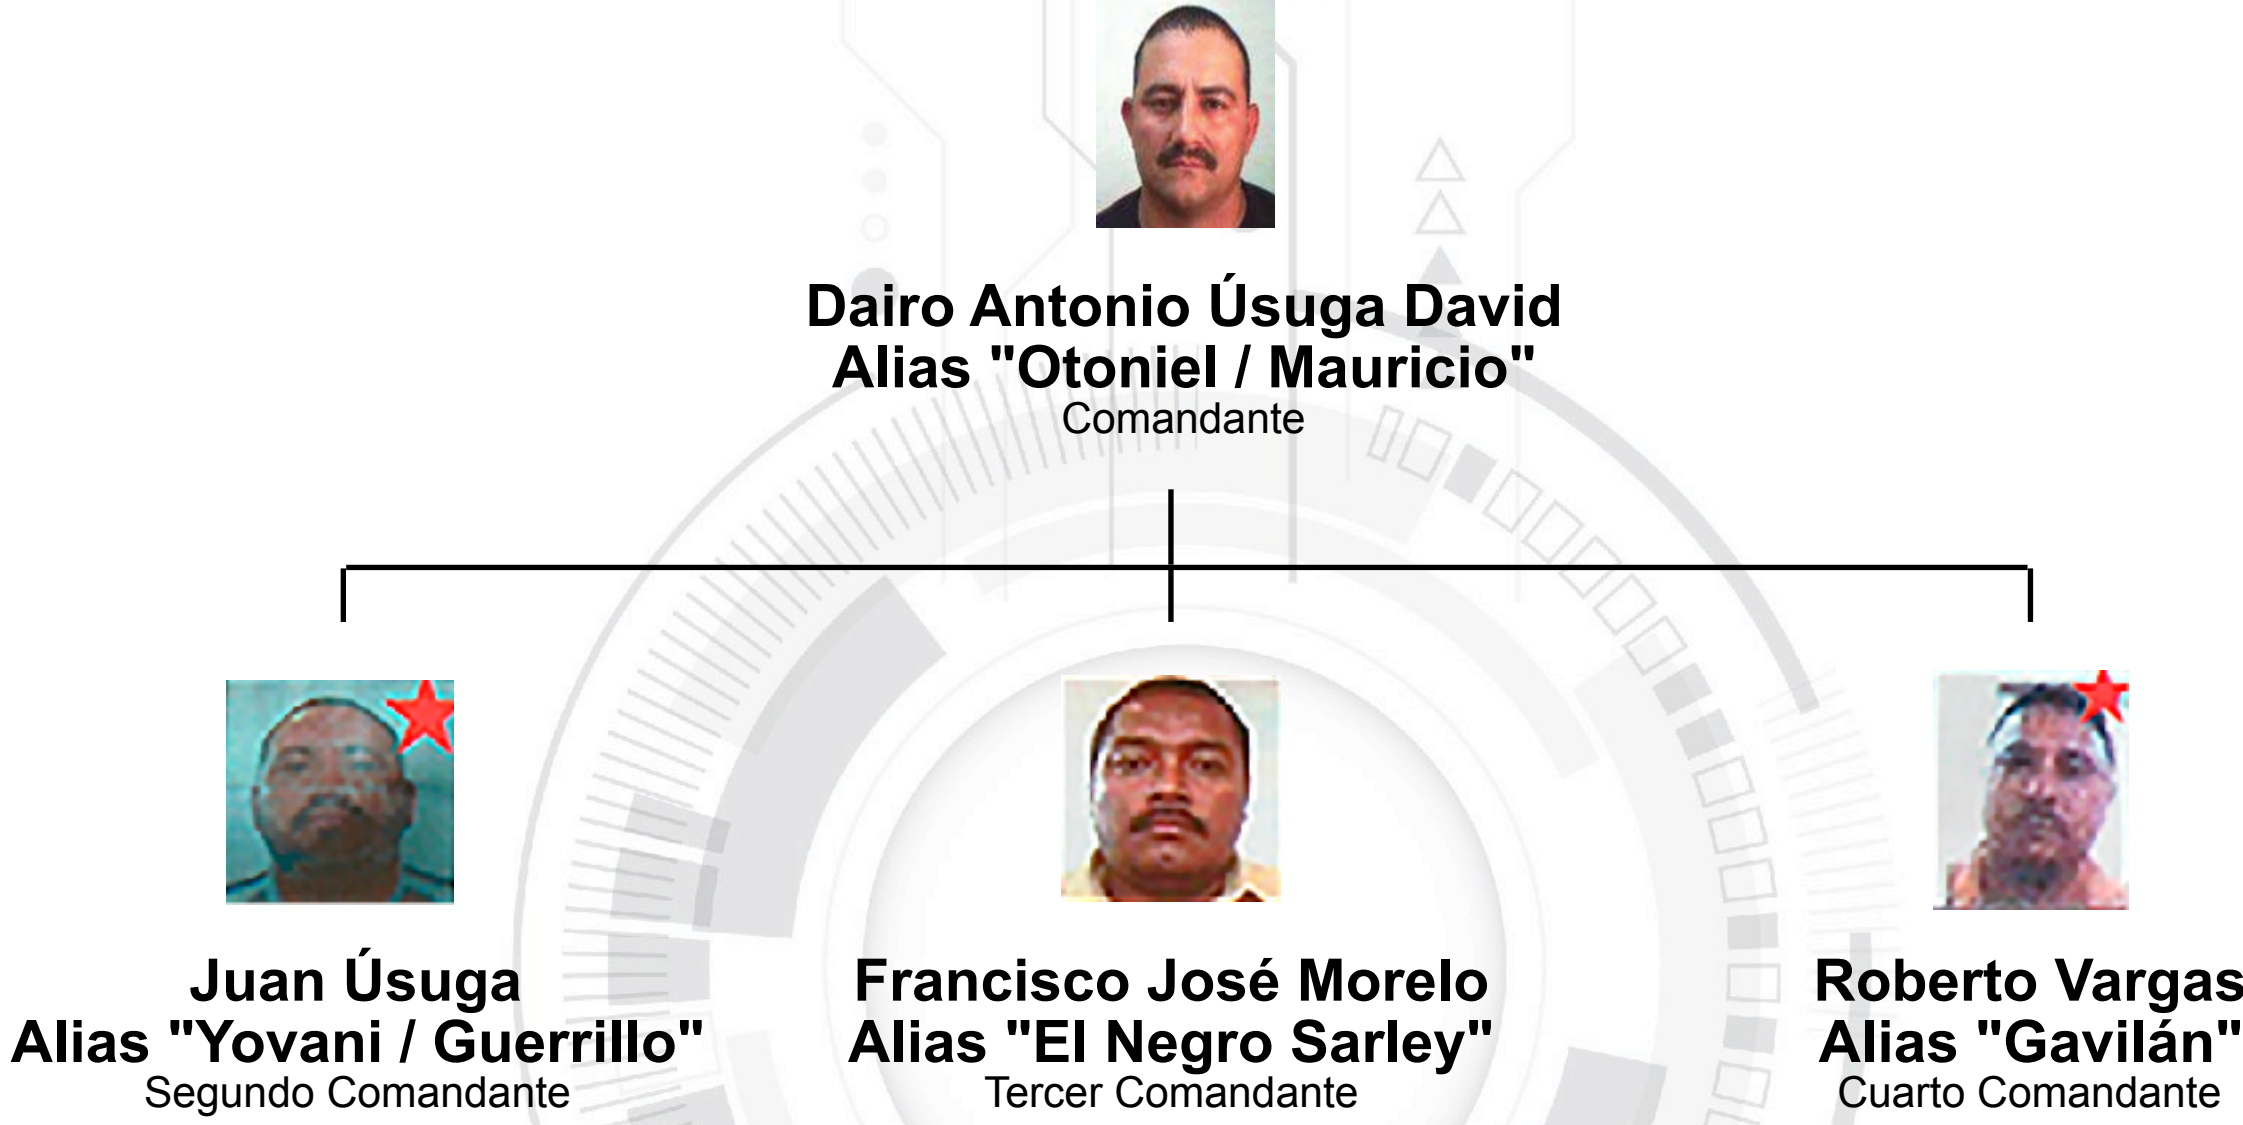 Dairo Antonio Úsuga David
Alias "Otoniel / Mauricio"
Comandante
Juan Úsuga
Alias "Yovani / Guerrillo"
Segundo Comandante
Francisco José Morelo
Alias "El Negro Sarley"
Tercer Comandante
Roberto Vargas
Alias "Gavilán"
Cuarto Comandante